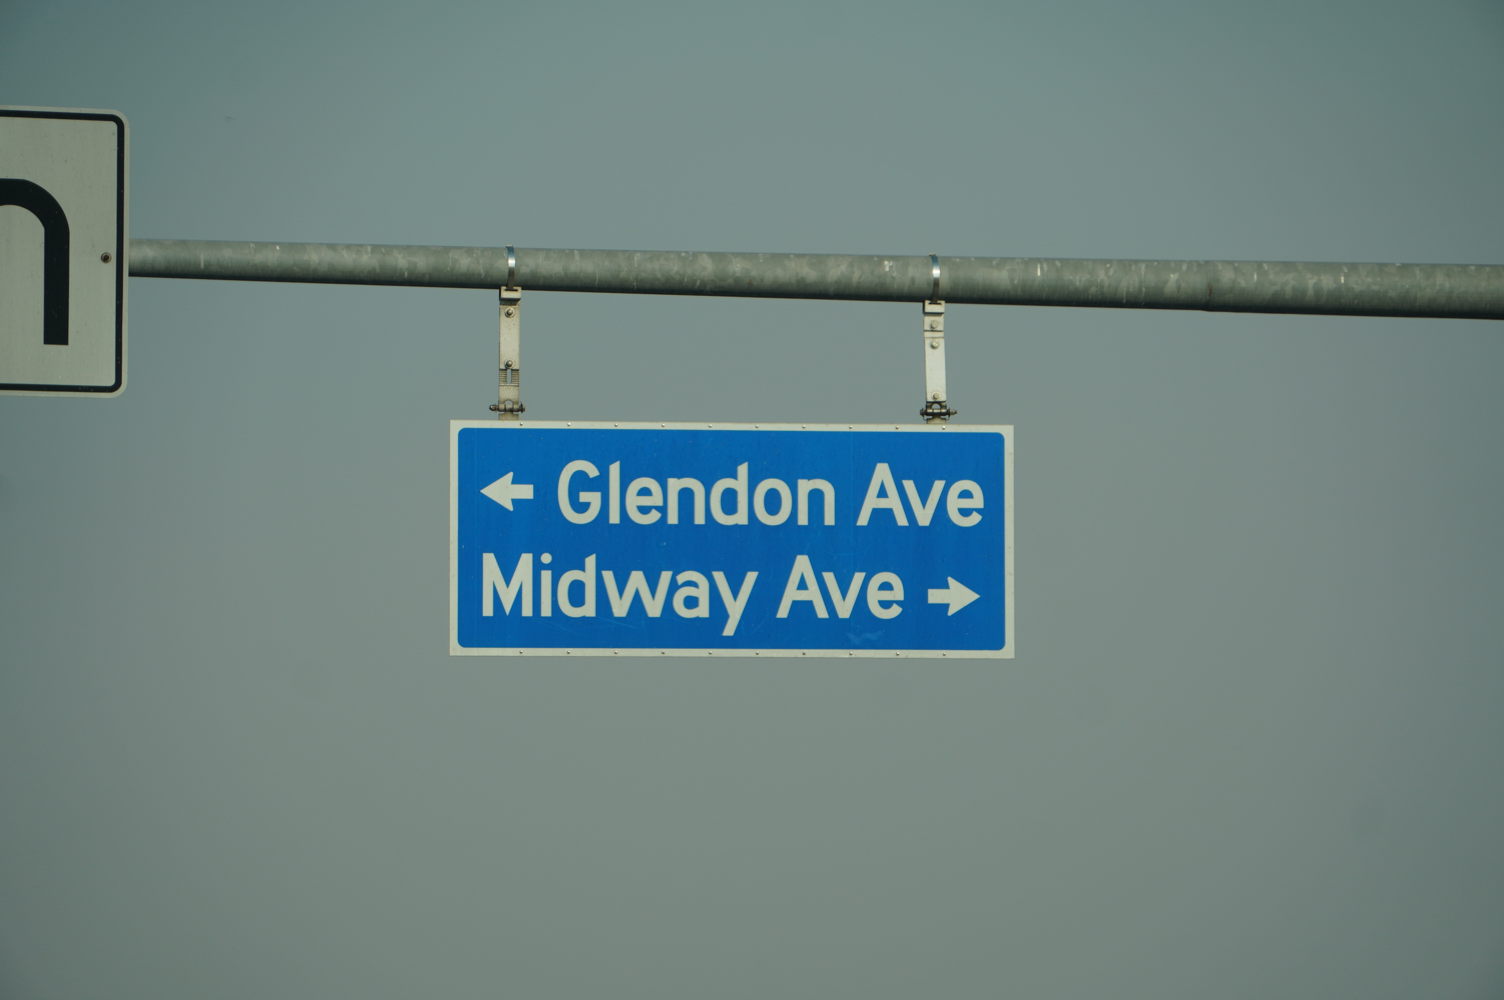 ← Glendon Ave
Midway Ave →